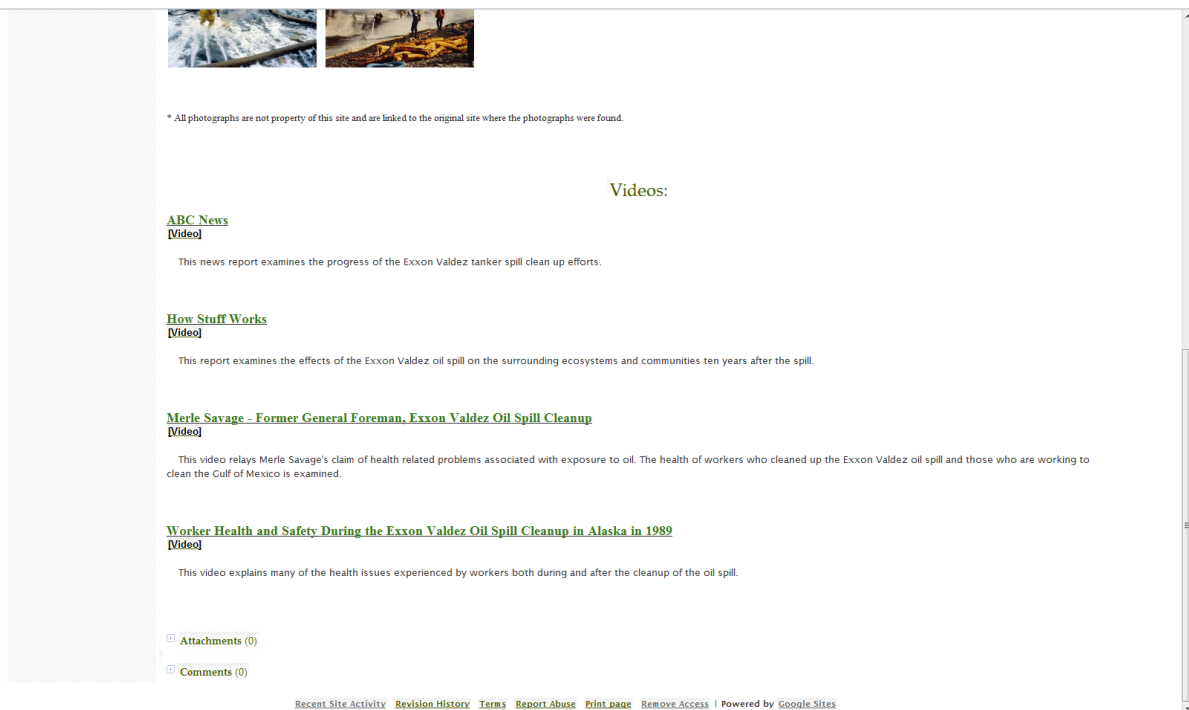 * All photographs are not property of this site and are linked to the original site where the photographs were found.
Videos:
ABC News
[Video]
This news report examines the progress of the Exxon Valdez tanker spill clean up efforts.
How Stuff Works
[Video]
This report examines the effects of the Exxon Valdez oil spill on the surrounding ecosystems and communities ten years after the spill.
Merle Savage - Former General Foreman, Exxon Valdez Oil Spill Cleanup
[Video]
This video relays Merle Savage's claim of health related problems associated with exposure to oil. The health of workers who cleaned up the Exxon Valdez oil spill and those who are working to
clean the Gulf of Mexico is examined.
Worker Health and Safety During the Exxon Valdez Oil Spill Cleanup in Alaska in 1989
[Video]
This video explains many of the health issues experienced by workers both during and after the cleanup of the oil spill.
Attachments (0)
Comments (0)
Recent Site Activity Revision History Terms Report Abuse Print page Remove Access | Powered by Google Sites